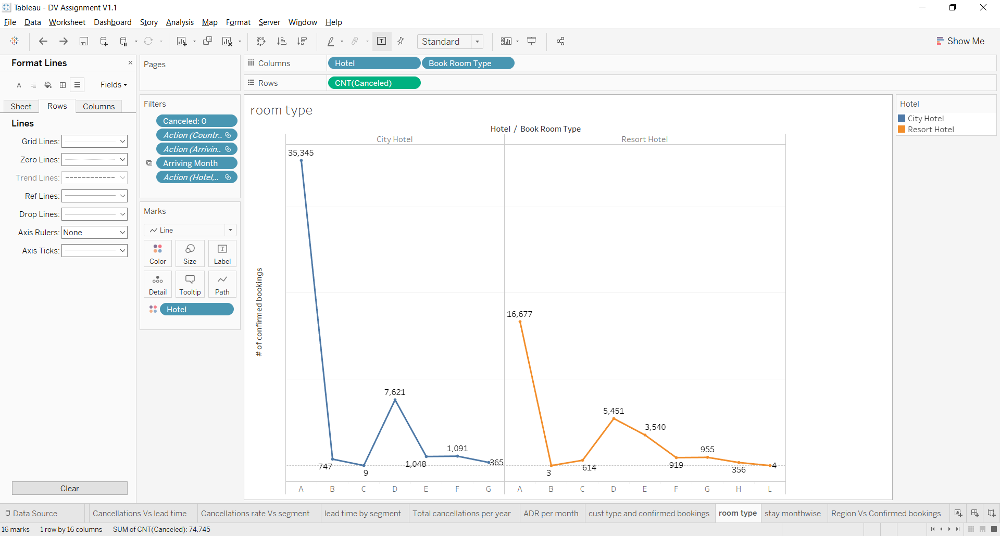 Tableau - DV Assignment V1.1
File Data Worksheet Dashboard Story Analysis Map Format Server Window Help
Standard
Show Me
Format Lines
Fields
Sheet Rows Columns
Lines
Grid Lines:
Zero Lines:
Trend Lines:
Ref Lines:
Drop Lines:
Axis Rulers: None
Axis Ticks:
Clear
Pages
Filters
Canceled: 0
Action (Countr..
Action (Arrivin..
Arriving Month
Action (Hotel,..
Marks
Line
Color Size Label
Detail Tooltip Path
Hotel
Columns Hotel Book Room Type
Rows CNT(Canceled)
room type
Hotel / Book Room Type
City Hotel Resort Hotel
# of confirmed bookings
35,345
16,677
7,621
5,451
3,540
1,091
955
747
9
1,048
365
3
614
919
356
4
A B C D E F G A B C D E F G H L
Hotel
City Hotel
Resort Hotel
Data Source Cancellations Vs lead time Cancellations rate Vs segment lead time by segment Total cancellations per year ADR per month cust type and confirmed bookings room type stay monthwise Region Vs Confirmed bookings
16 marks 1 row by 16 columns SUM of CNT(Canceled): 74,745